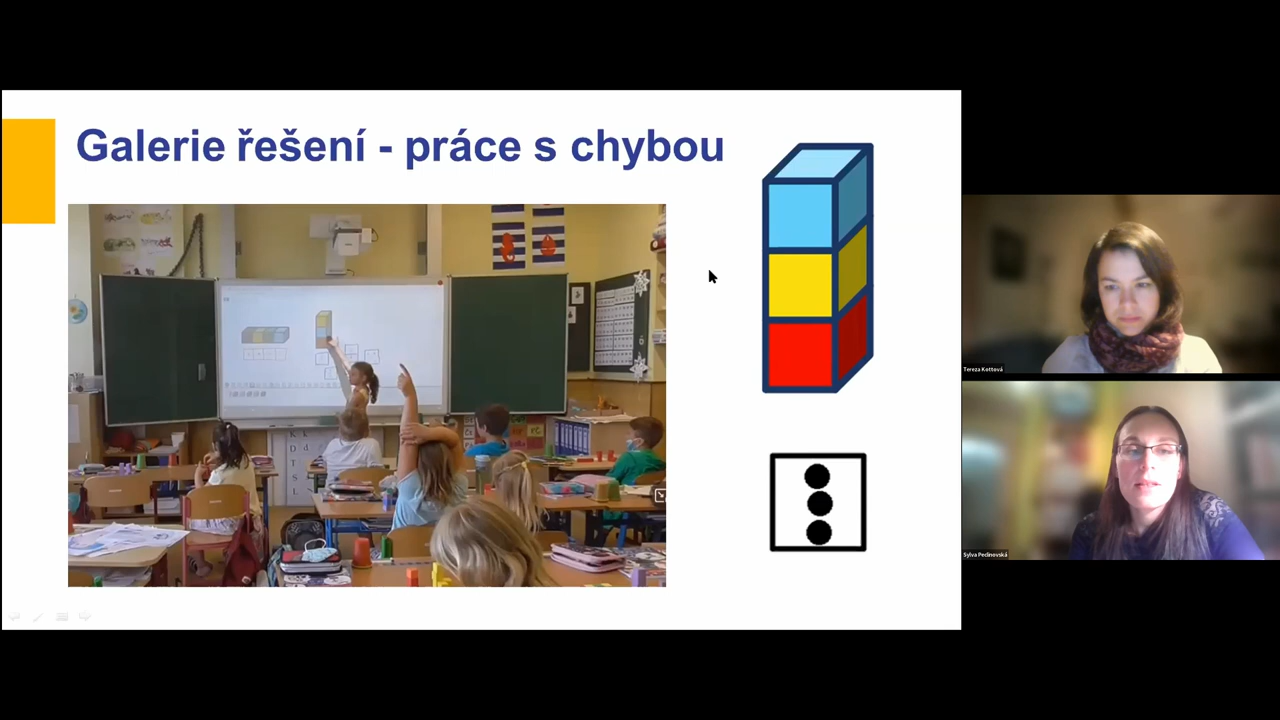 Galerie řešení - práce s chybou
Tereza Kottová
Sylva Pecinovská